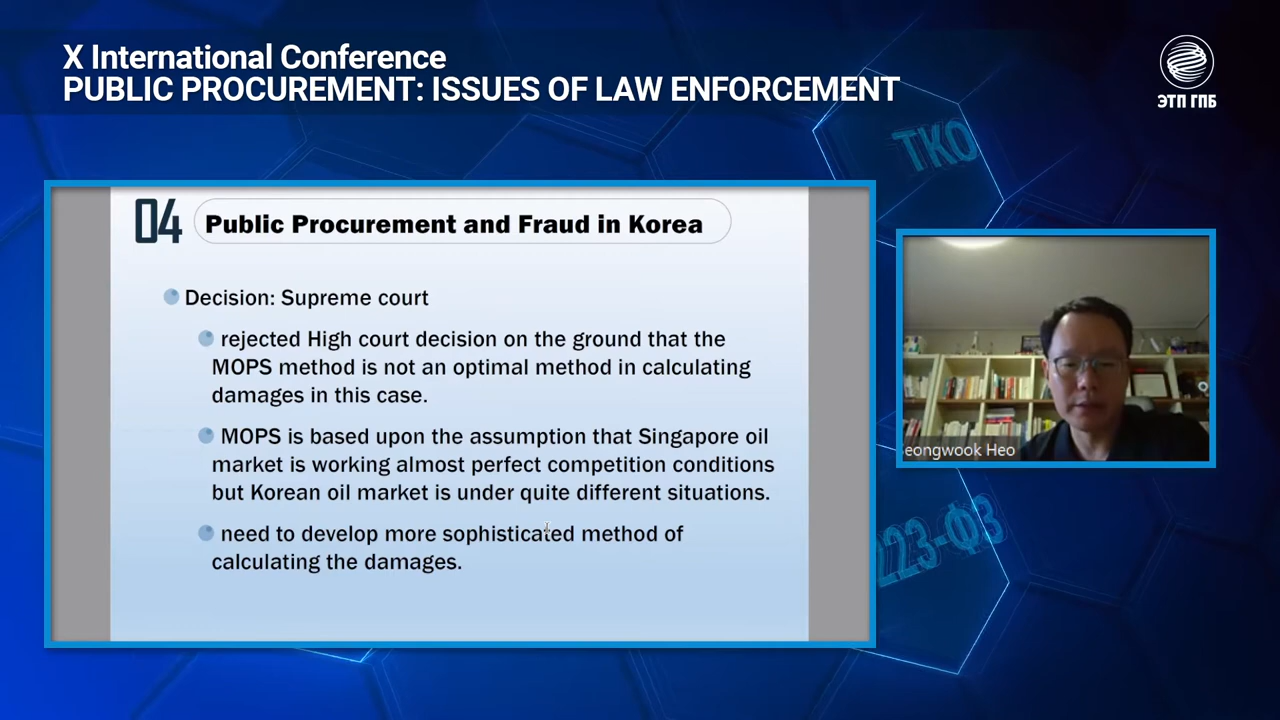 X International Conference
PUBLIC PROCUREMENT: ISSUES OF LAW ENFORCEMENT
ЭТП ГПБ
ТКО
04 Public Procurement and Fraud in Korea
Decision: Supreme court
rejected High court decision on the ground that the
MOPS method is not an optimal method in calculating
damages in this case.
MOPS is based upon the assumption that Singapore oil
market is working almost perfect competition conditions
but Korean oil market is under quite different situations.
need to develop more sophisticated method of
calculating the damages.
eongwook Heo
223-ФЗ